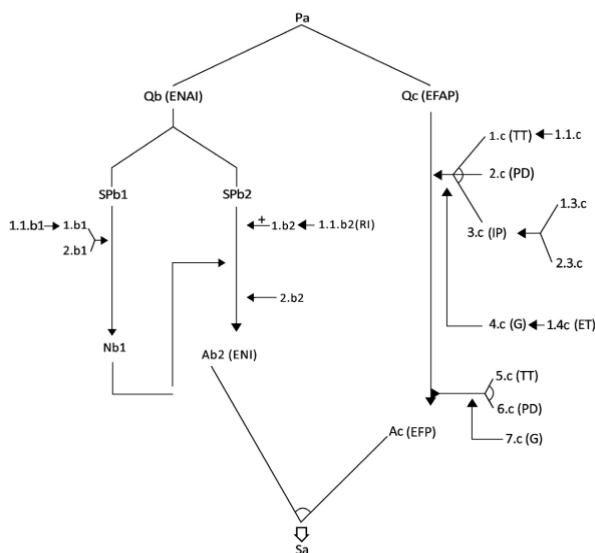 Pa
Qb (ENAI)
Qc (EFAP)
1.c (TT)
1.1.c
2.c (PD)
SPb1
SPb2
1.3.c
1.1.b1
1.b1
+
1.b2
1.1.b2(RI)
3.c (IP)
2.b1
2.3.c
2.b2
4.c (G)
1.4c (ET)
Nb1
Ab2 (ENI)
5.c (TT)
6.c (PD)
Ac (EFP)
7.c (G)
Sa